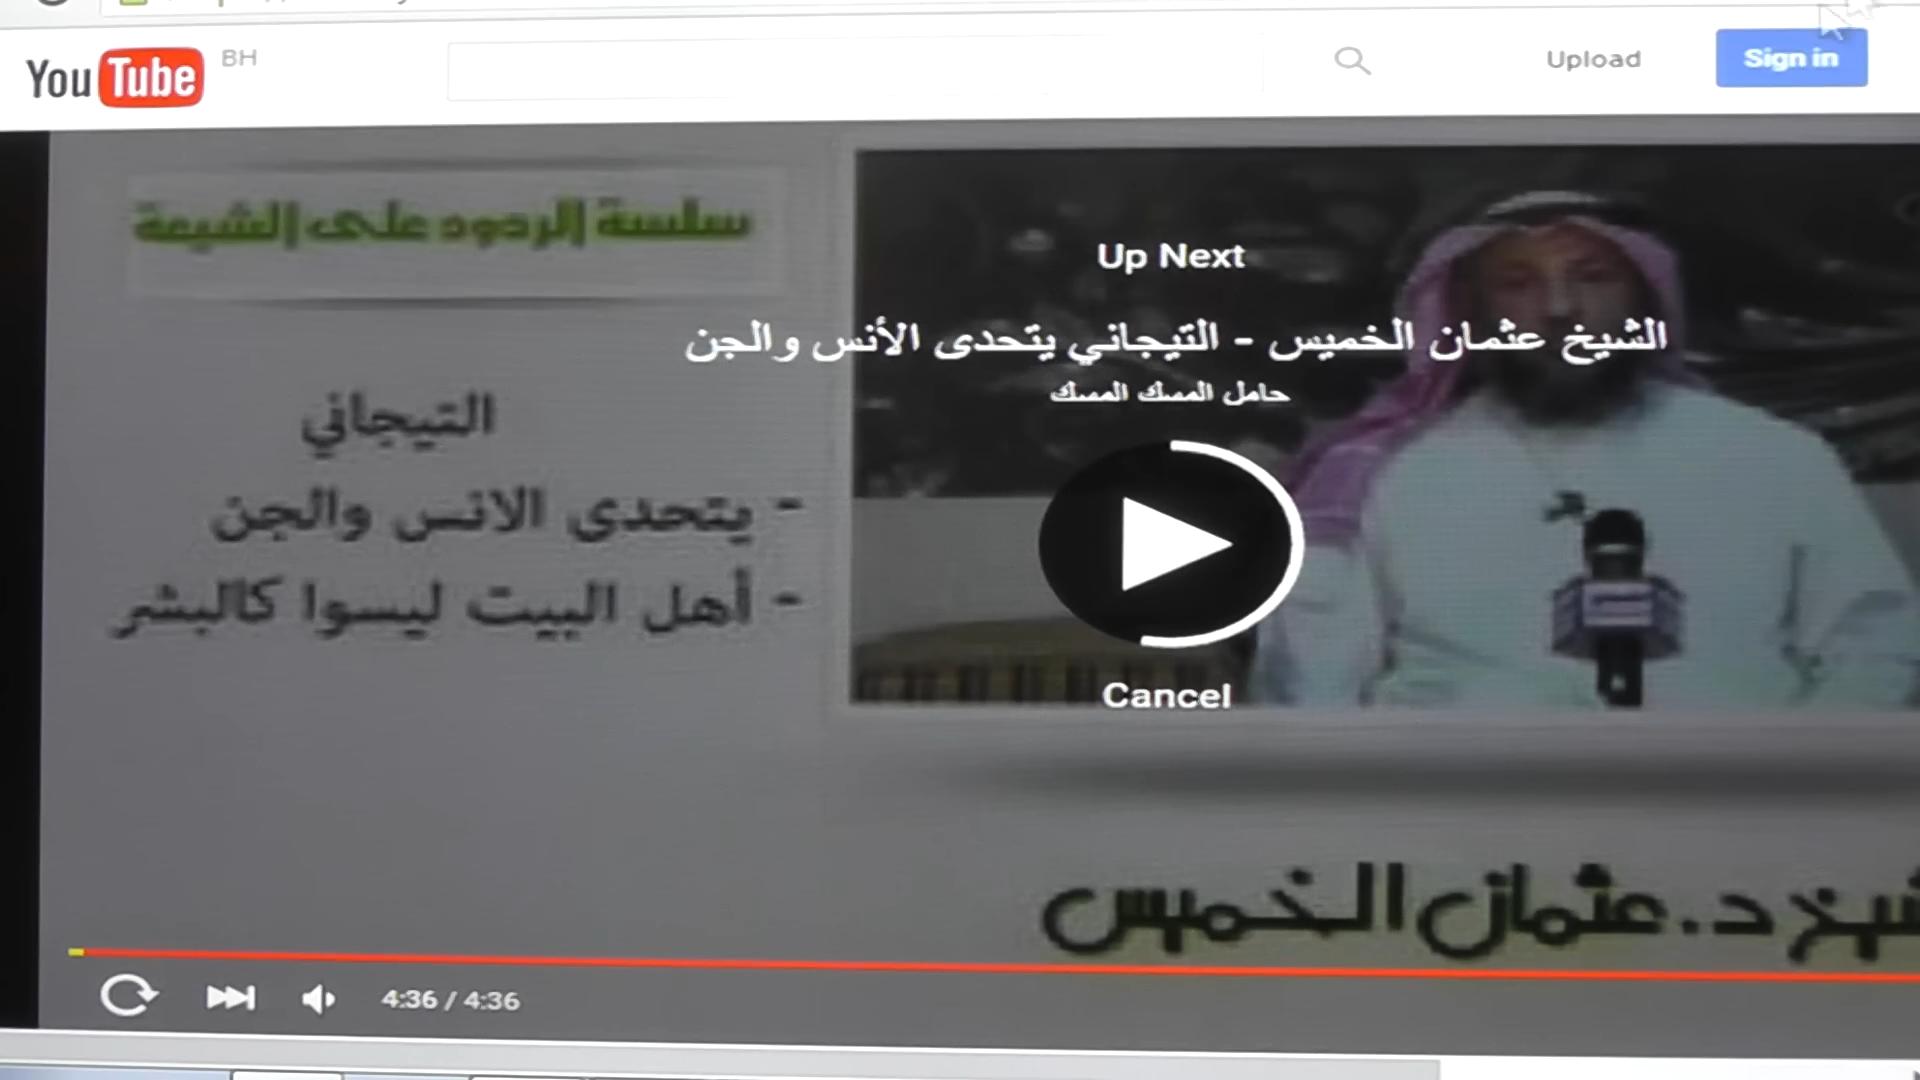 YouTube BH
Upload
Sign in
سلسة الردود على الشيعة
Up Next
الشيخ عثمان الخميس - التيجاني يتحدى الأنس والجن
حامل المسك المسك
التيجاني
- يتحدى الانس والجن
- أهل البيت ليسوا كالبشر
Cancel
د. عثمان الخميس
4:36 / 4:36